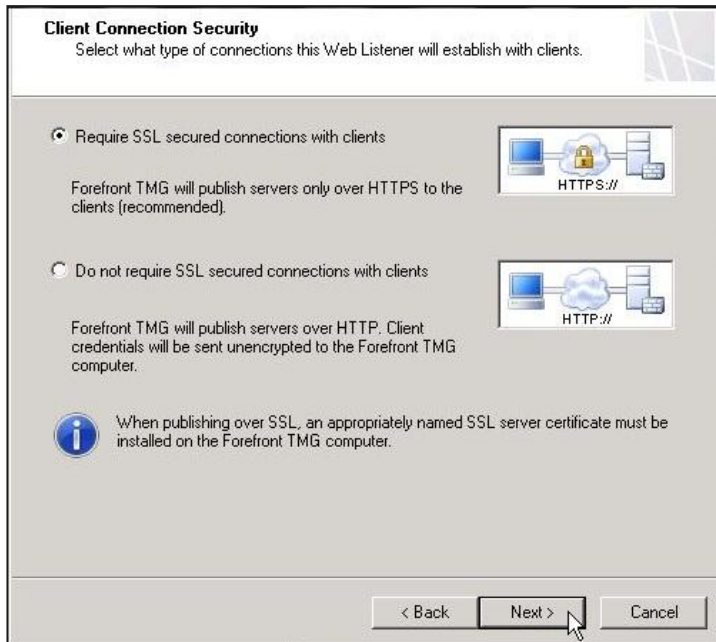 Client Connection Security
Select what type of connections this Web Listener will establish with clients.
Require SSL secured connections with clients
HTTPS://
Forefront TMG will publish servers only over HTTPS to the
clients (recommended).
Do not require SSL secured connections with clients
HTTP://
Forefront TMG will publish servers over HTTP. Client
credentials will be sent unencrypted to the Forefront TMG
computer.
When publishing over SSL, an appropriately named SSL server certificate must be
installed on the Forefront TMG computer.
< Back
Next >
Cancel